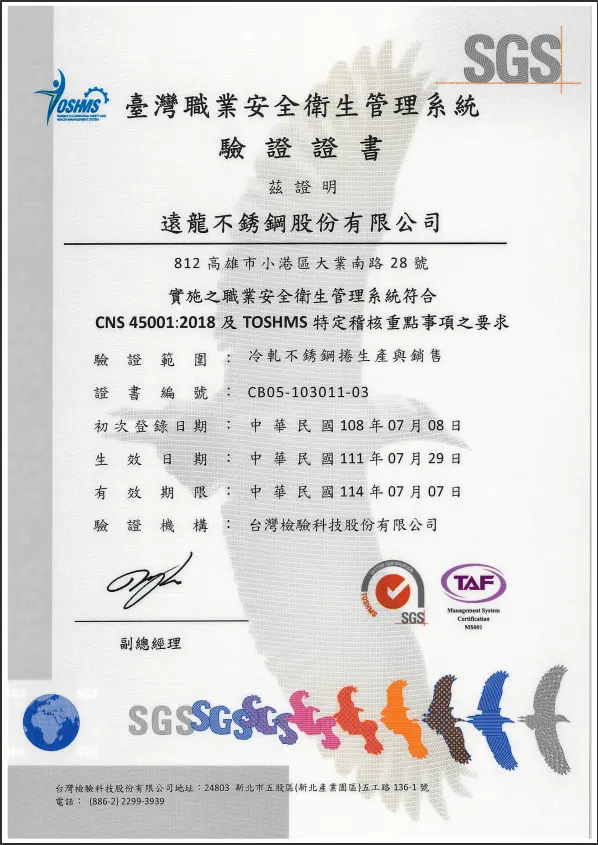 SGS
TOSHMS
TAIWAN OCCUPATIONAL SAFETY AND
HEALTH MANAGEMENT SYSTEM
臺灣職業安全衛生管理系統
驗證證書
茲證明
遠龍不銹鋼股份有限公司
812 高雄市小港區大業南路 28 號
實施之職業安全衛生管理系統符合
CNS 45001:2018 及 TOSHMS 特定稽核重點事項之要求
驗證範圍：冷軋不銹鋼捲生產與銷售
證書編號：CB05-103011-03
初次登錄日期：中華民國 108 年 07 月 08 日
生效日期：中華民國 111 年 07 月 29 日
有效期限：中華民國 114 年 07 月 07 日
驗證機構：台灣檢驗科技股份有限公司
TOSHMS
SGS
TAF
Management System
Certification
MS001
副總經理
SGS SGS SGS
台灣檢驗科技股份有限公司地址：24803 新北市五股區(新北產業園區)五工路 136-1 號
電話： (886-2) 2299-3939